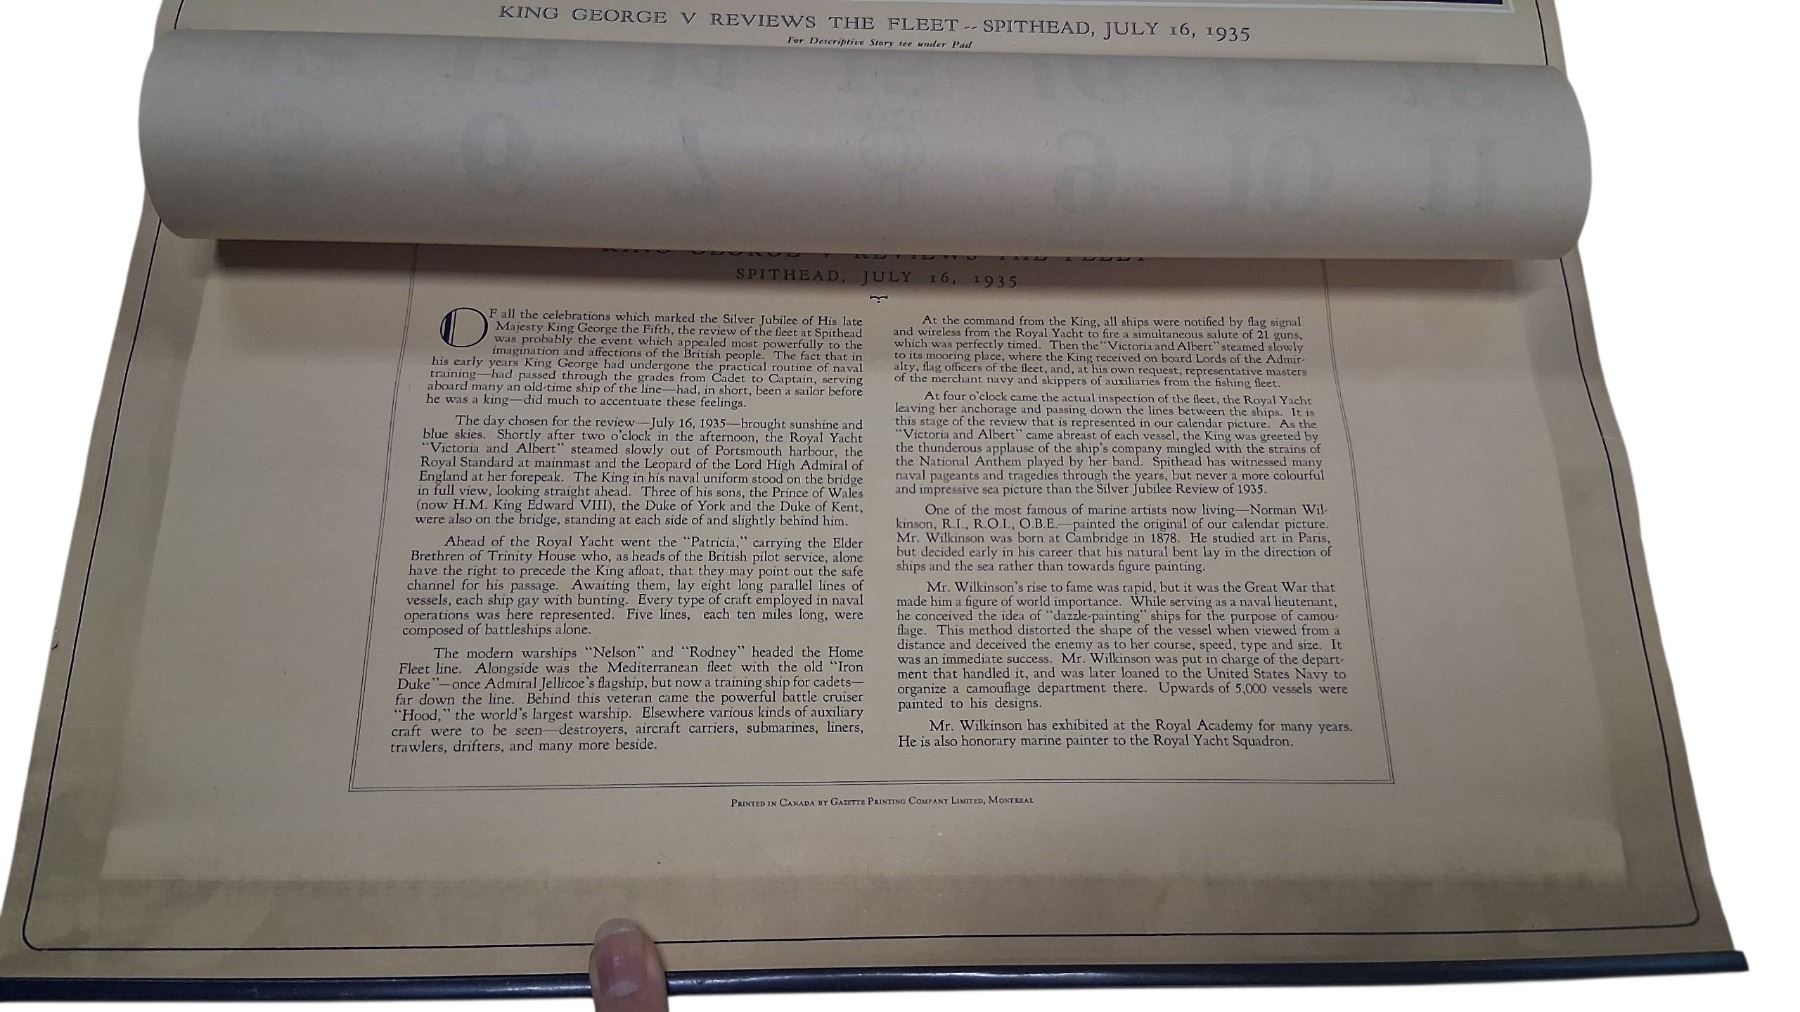 KING GEORGE V REVIEWS THE FLEET -- SPITHEAD, JULY 16, 1935
For Descriptive Story see under Pad
KING GEORGE V REVIEWS THE FLEET
SPITHEAD, JULY 16, 1935
OF all the celebrations which marked the Silver Jubilee of His late
Majesty King George the Fifth, the review of the fleet at Spithead
was probably the event which appealed most powerfully to the
imagination and affections of the British people. The fact that in
his early years King George had undergone the practical routine of naval
training—had passed through the grades from Cadet to Captain, serving
aboard many an old-time ship of the line—had, in short, been a sailor before
he was a king—did much to accentuate these feelings.
The day chosen for the review—July 16, 1935—brought sunshine and
blue skies. Shortly after two o'clock in the afternoon, the Royal Yacht
"Victoria and Albert" steamed slowly out of Portsmouth harbour, the
Royal Standard at mainmast and the Leopard of the Lord High Admiral of
England at her forepeak. The King in his naval uniform stood on the bridge
in full view, looking straight ahead. Three of his sons, the Prince of Wales
(now H.M. King Edward VIII), the Duke of York and the Duke of Kent,
were also on the bridge, standing at each side of and slightly behind him.
Ahead of the Royal Yacht went the "Patricia," carrying the Elder
Brethren of Trinity House who, as heads of the British pilot service, alone
have the right to precede the King afloat, that they may point out the safe
channel for his passage. Awaiting them, lay eight long parallel lines of
vessels, each ship gay with bunting. Every type of craft employed in naval
operations was here represented. Five lines, each ten miles long, were
composed of battleships alone.
The modern warships "Nelson" and "Rodney" headed the Home
Fleet line. Alongside was the Mediterranean fleet with the old "Iron
Duke"—once Admiral Jellicoe's flagship, but now a training ship for cadets—
far down the line. Behind this veteran came the powerful battle cruiser
"Hood," the world's largest warship. Elsewhere various kinds of auxiliary
craft were to be seen—destroyers, aircraft carriers, submarines, liners,
trawlers, drifters, and many more beside.
At the command from the King, all ships were notified by flag signal
and wireless from the Royal Yacht to fire a simultaneous salute of 21 guns,
which was perfectly timed. Then the "Victoria and Albert" steamed slowly
to its mooring place, where the King received on board Lords of the Admir-
alty, flag officers of the fleet, and, at his own request, representative masters
of the merchant navy and skippers of auxiliaries from the fishing fleet.
At four o'clock came the actual inspection of the fleet, the Royal Yacht
leaving her anchorage and passing down the lines between the ships. It is
this stage of the review that is represented in our calendar picture. As the
"Victoria and Albert" came abreast of each vessel, the King was greeted by
the thunderous applause of the ship's company mingled with the strains of
the National Anthem played by her band. Spithead has witnessed many
naval pageants and tragedies through the years, but never a more colourful
and impressive sea picture than the Silver Jubilee Review of 1935.
One of the most famous of marine artists now living—Norman Wil-
kinson, R.I., R.O.I., O.B.E.—painted the original of our calendar picture.
Mr. Wilkinson was born at Cambridge in 1878. He studied art in Paris,
but decided early in his career that his natural bent lay in the direction of
ships and the sea rather than towards figure painting.
Mr. Wilkinson's rise to fame was rapid, but it was the Great War that
made him a figure of world importance. While serving as a naval lieutenant,
he conceived the idea of "dazzle-painting" ships for the purpose of camou-
flage. This method distorted the shape of the vessel when viewed from a
distance and deceived the enemy as to her course, speed, type and size. It
was an immediate success. Mr. Wilkinson was put in charge of the depart-
ment that handled it, and was later loaned to the United States Navy to
organize a camouflage department there. Upwards of 5,000 vessels were
painted to his designs.
Mr. Wilkinson has exhibited at the Royal Academy for many years.
He is also honorary marine painter to the Royal Yacht Squadron.
PRINTED IN CANADA BY GAZETTE PRINTING COMPANY LIMITED, MONTREAL